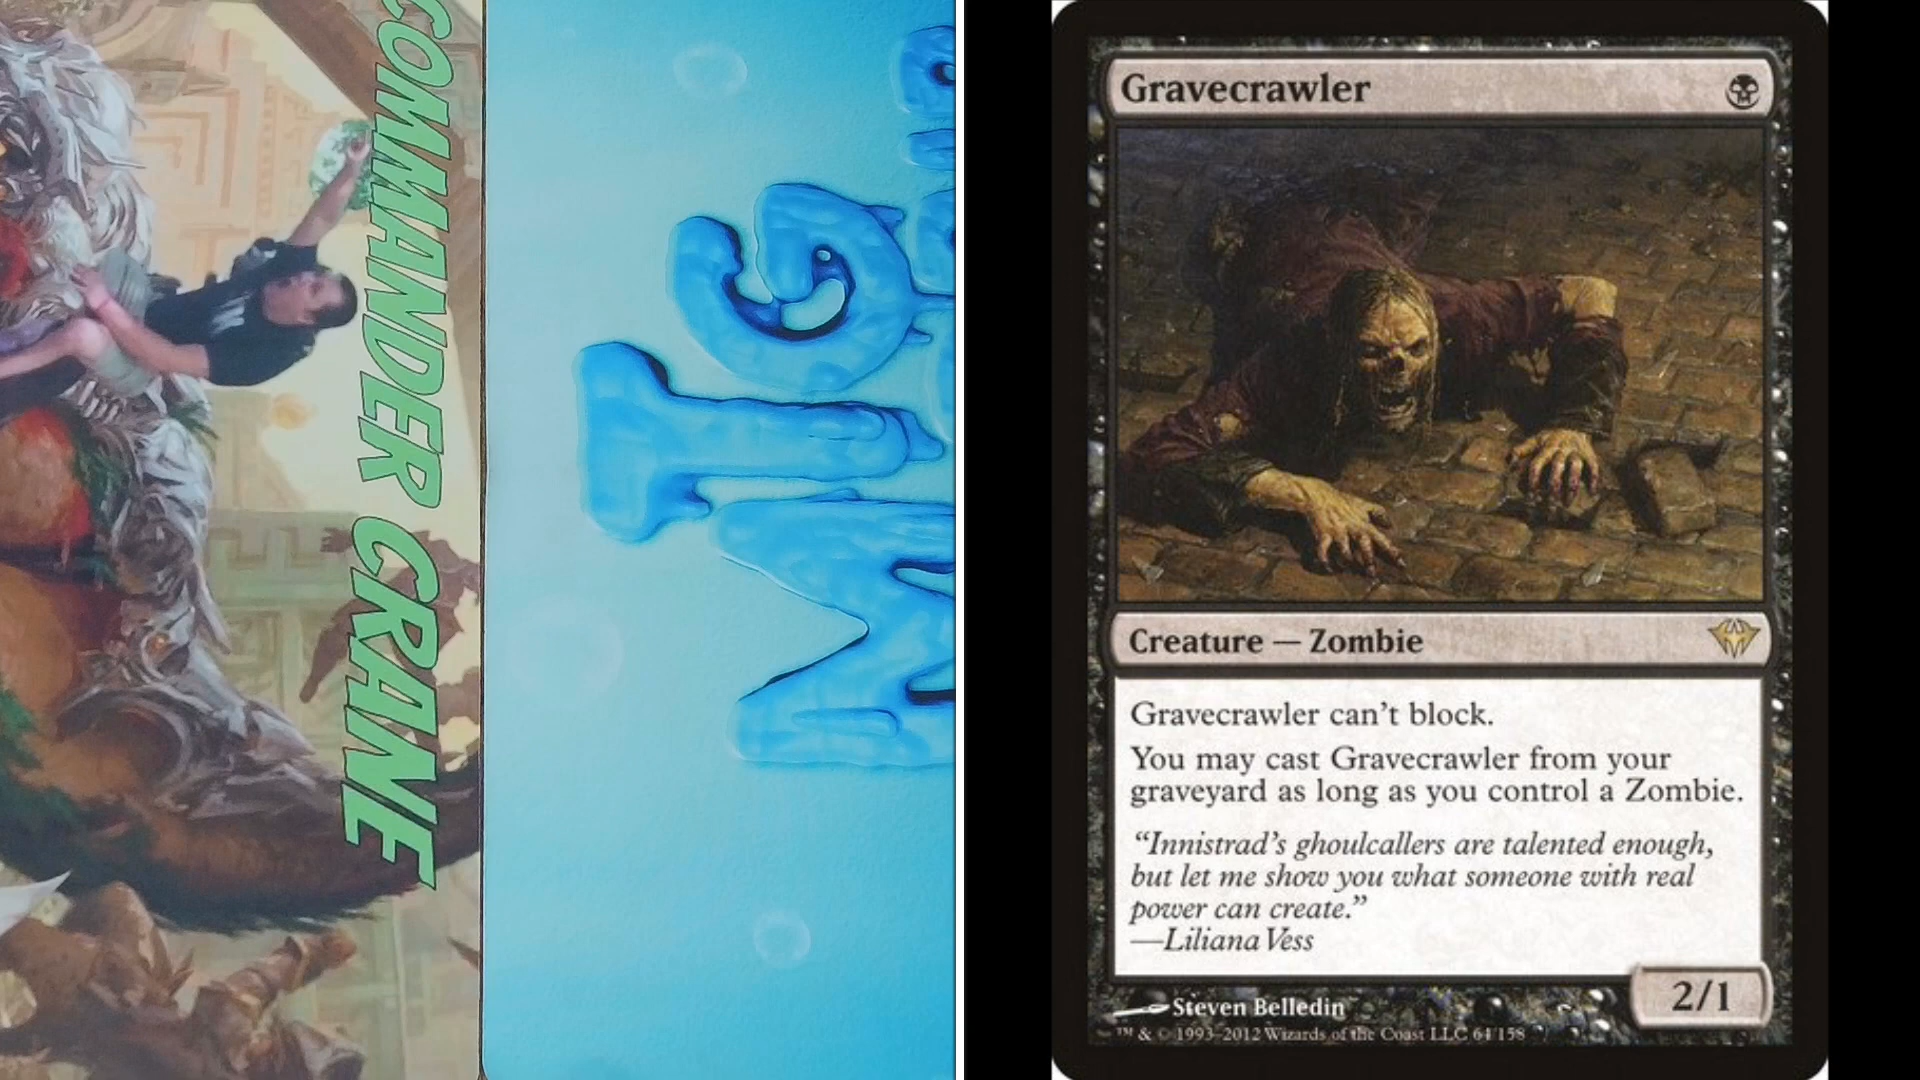 COMMANDER CRANE
Gravecrawler
Creature — Zombie
Gravecrawler can't block.
You may cast Gravecrawler from your
graveyard as long as you control a Zombie.
“Innistrad's ghoulcallers are talented enough,
but let me show you what someone with real
power can create.”
—Liliana Vess
2/1
Steven Belledin
™ & © 1993–2012 Wizards of the Coast LLC 64/158